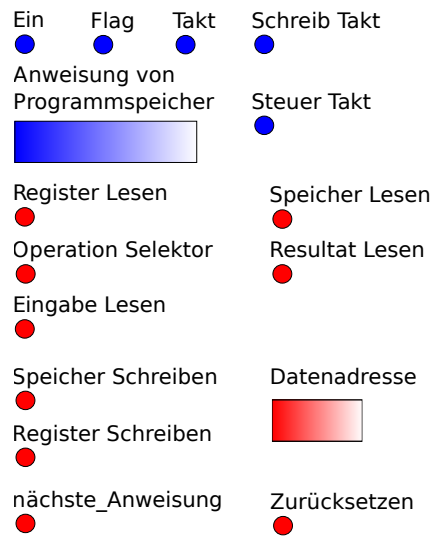 Ein Flag Takt Schreib Takt
Anweisung von
Programmspeicher
Steuer Takt
Register Lesen Speicher Lesen
Operation Selektor Resultat Lesen
Eingabe Lesen
Speicher Schreiben Datenadresse
Register Schreiben
nächste_Anweisung Zurücksetzen